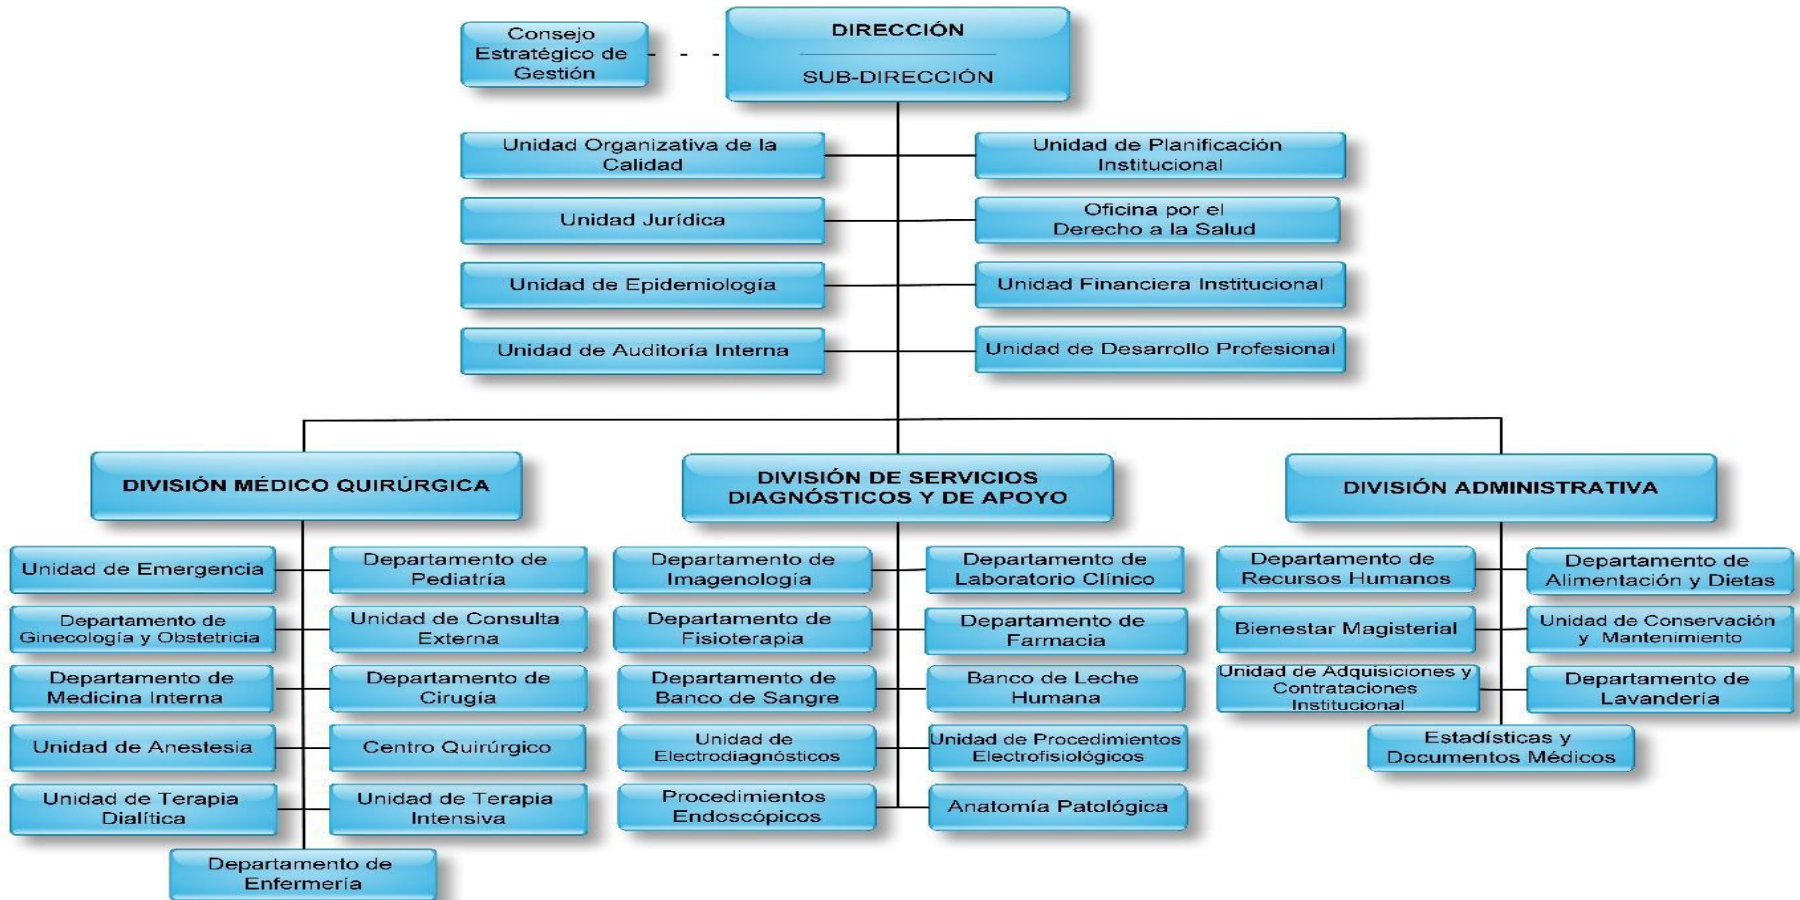 Consejo
Estratégico de
Gestión
DIRECCIÓN
SUB-DIRECCIÓN
Unidad Organizativa de la
Calidad
Unidad de Planificación
Institucional
Unidad Jurídica
Oficina por el
Derecho a la Salud
Unidad de Epidemiología
Unidad Financiera Institucional
Unidad de Auditoría Interna
Unidad de Desarrollo Profesional
DIVISIÓN MÉDICO QUIRÚRGICA
DIVISIÓN DE SERVICIOS
DIAGNÓSTICOS Y DE APOYO
DIVISIÓN ADMINISTRATIVA
Unidad de Emergencia
Departamento de
Pediatría
Departamento de
Ginecología y Obstetricia
Unidad de Consulta
Externa
Departamento de
Medicina Interna
Departamento de
Cirugía
Unidad de Anestesia
Centro Quirúrgico
Unidad de Terapia
Dialítica
Unidad de Terapia
Intensiva
Departamento de
Enfermería
Departamento de
Imagenología
Departamento de
Laboratorio Clínico
Departamento de
Fisioterapia
Departamento de
Farmacia
Departamento de
Banco de Sangre
Banco de Leche
Humana
Unidad de
Electrodiagnósticos
Unidad de Procedimientos
Electrofisiológicos
Procedimientos
Endoscópicos
Anatomía Patológica
Departamento de
Recursos Humanos
Departamento de
Alimentación y Dietas
Bienestar Magisterial
Unidad de Conservación
y Mantenimiento
Unidad de Adquisiciones y
Contrataciones
Institucional
Departamento de
Lavandería
Estadísticas y
Documentos Médicos